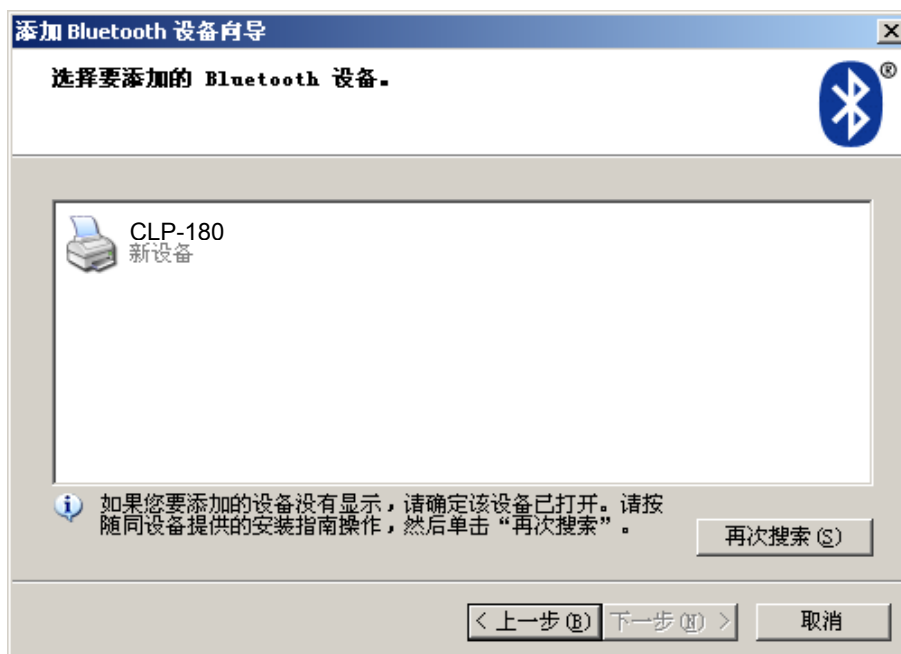 添加 Bluetooth 设备向导
选择要添加的 Bluetooth 设备。
®
CLP-180
新设备
如果您要添加的设备没有显示，请确定该设备已打开。请按
随同设备提供的安装指南操作，然后单击“再次搜索”。
再次搜索(S)
< 上一步(B)
下一步(N) >
取消